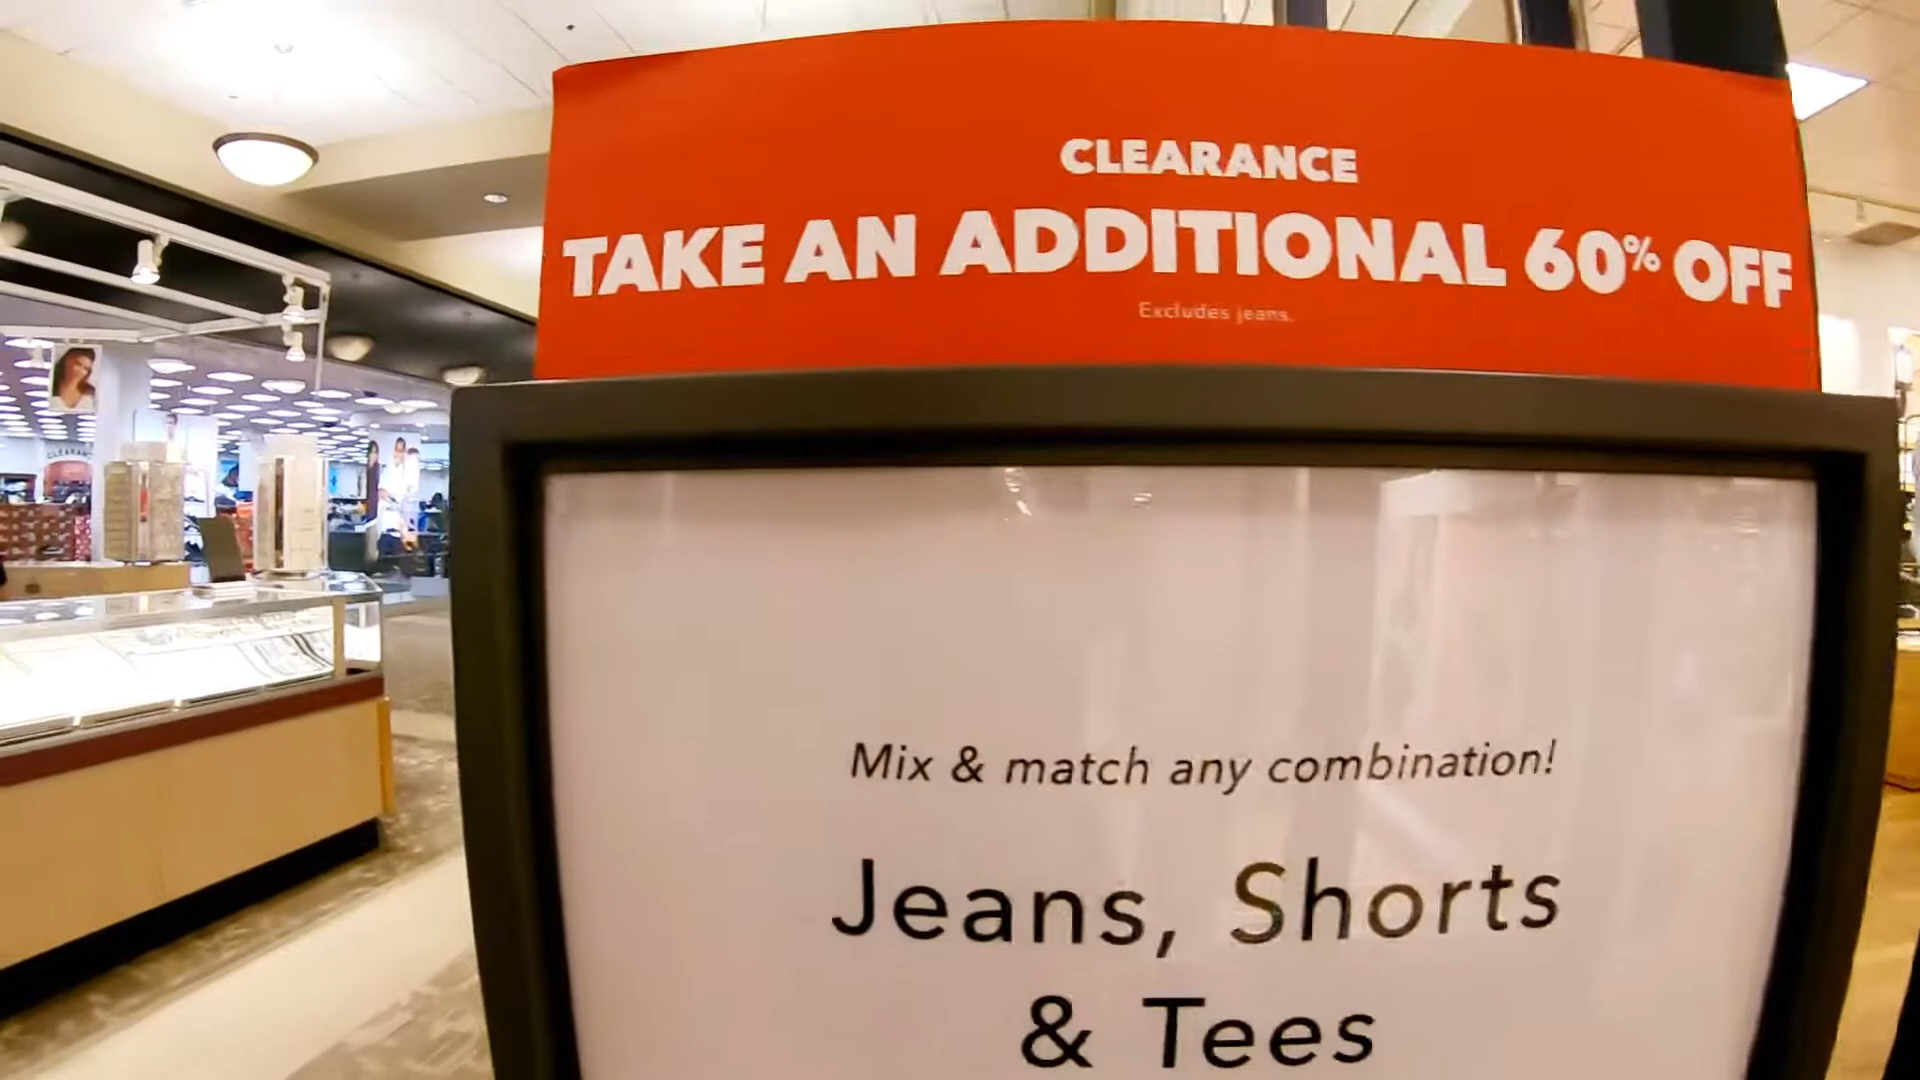 CLEARANCE
TAKE AN ADDITIONAL 60% OFF
Excludes jeans.
Mix & match any combination!
Jeans, Shorts
& Tees